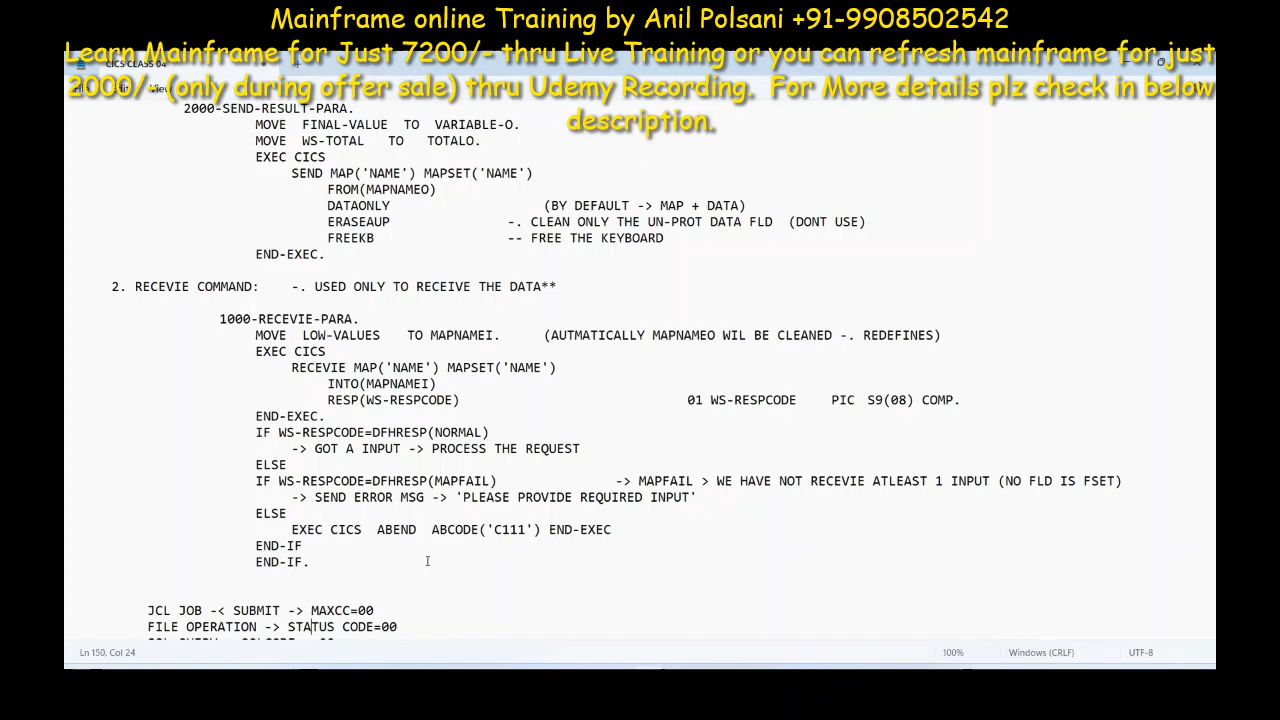 Mainframe online Training by Anil Polsani +91-9908502542
Learn Mainframe for Just 7200/- thru Live Training or you can refresh mainframe for just
2000/- (only during offer sale) thru Udemy Recording.  For More details plz check in below
description.
CICS CLASS 04
File Edit View
2000-SEND-RESULT-PARA.
MOVE FINAL-VALUE TO VARIABLE-O.
MOVE WS-TOTAL TO TOTALO.
EXEC CICS
SEND MAP('NAME') MAPSET('NAME')
FROM(MAPNAMEO)
DATAONLY (BY DEFAULT -> MAP + DATA)
ERASEAUP -. CLEAN ONLY THE UN-PROT DATA FLD (DONT USE)
FREEKB -- FREE THE KEYBOARD
END-EXEC.
2. RECEVIE COMMAND: -. USED ONLY TO RECEIVE THE DATA**
1000-RECEVIE-PARA.
MOVE LOW-VALUES TO MAPNAMEI. (AUTMATICALLY MAPNAMEO WIL BE CLEANED -. REDEFINES)
EXEC CICS
RECEVIE MAP('NAME') MAPSET('NAME')
INTO(MAPNAMEI)
RESP(WS-RESPCODE) 01 WS-RESPCODE PIC S9(08) COMP.
END-EXEC.
IF WS-RESPCODE=DFHRESP(NORMAL)
-> GOT A INPUT -> PROCESS THE REQUEST
ELSE
IF WS-RESPCODE=DFHRESP(MAPFAIL) -> MAPFAIL > WE HAVE NOT RECEVIE ATLEAST 1 INPUT (NO FLD IS FSET)
-> SEND ERROR MSG -> 'PLEASE PROVIDE REQUIRED INPUT'
ELSE
EXEC CICS ABEND ABCODE('C111') END-EXEC
END-IF
END-IF.
JCL JOB -< SUBMIT -> MAXCC=00
FILE OPERATION -> STATUS CODE=00
Ln 150, Col 24 100% Windows (CRLF) UTF-8